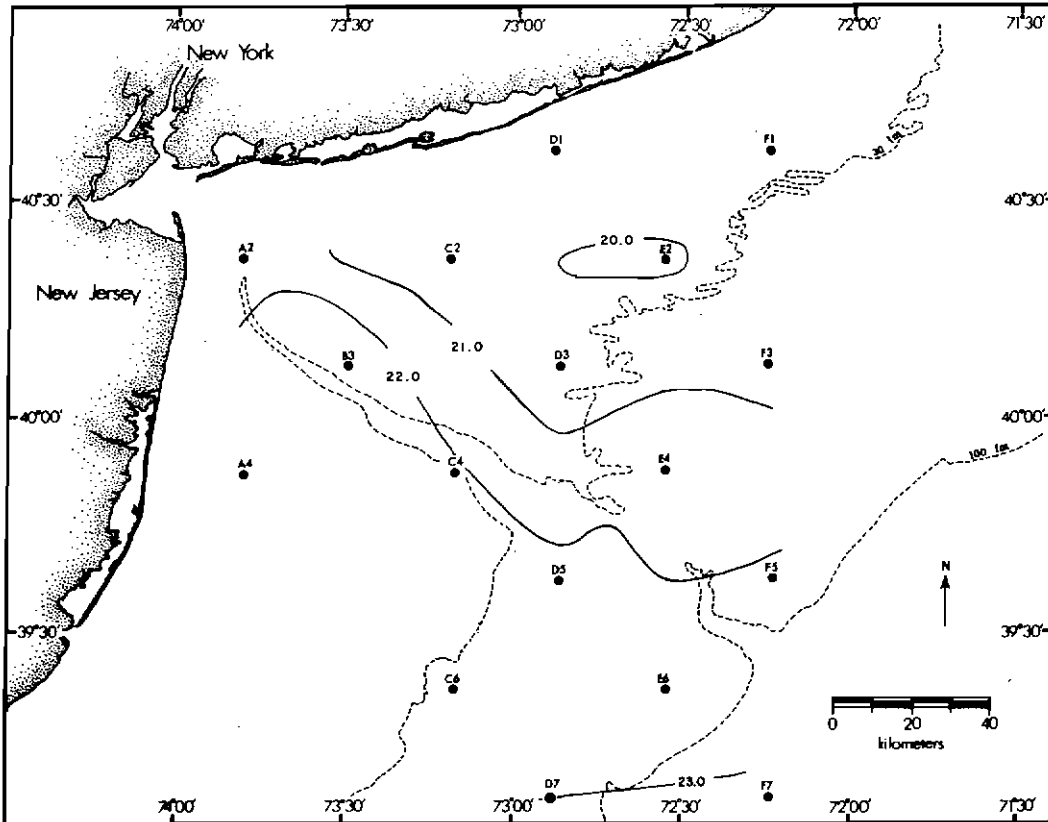 74°00' 73°30' 73°00' 72°30' 72°00' 71°30'
New York
D1 F1
20 fm
40°30' 40°30'
A2 C2 20.0 E2
New Jersey
21.0
B3 D3 F3
22.0
40°00' 40°00'
A4 C4 E4 100 fm
D5 F5 N
39°30' 39°30'
C6 E6
0 20 40
kilometers
D7 23.0 F7
74°00' 73°30' 73°00' 72°30' 72°00' 71°30'